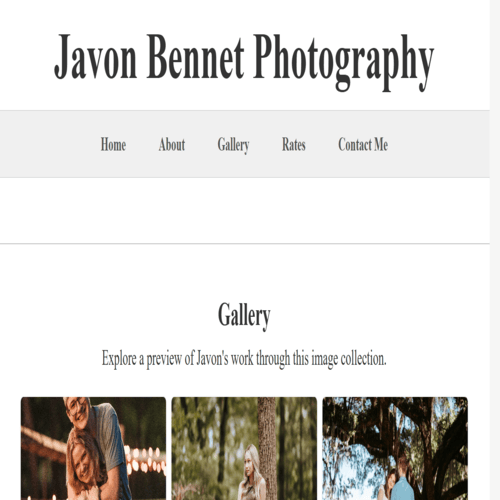 Javon Bennet Photography
Home About Gallery Rates Contact Me
Gallery
Explore a preview of Javon's work through this image collection.